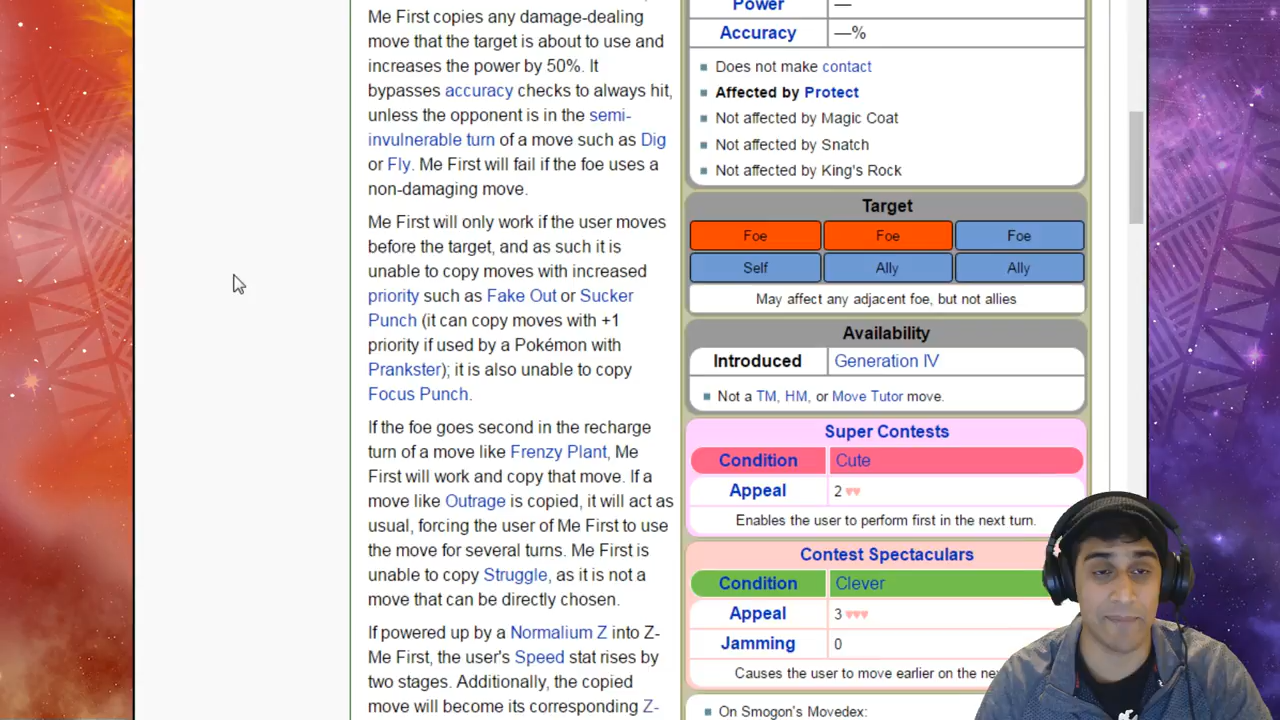 Me First copies any damage-dealing
move that the target is about to use and
increases the power by 50%. It
bypasses accuracy checks to always hit,
unless the opponent is in the semi-
invulnerable turn of a move such as Dig
or Fly. Me First will fail if the foe uses a
non-damaging move.
Me First will only work if the user moves
before the target, and as such it is
unable to copy moves with increased
priority such as Fake Out or Sucker
Punch (it can copy moves with +1
priority if used by a Pokémon with
Prankster); it is also unable to copy
Focus Punch.
If the foe goes second in the recharge
turn of a move like Frenzy Plant, Me
First will work and copy that move. If a
move like Outrage is copied, it will act as
usual, forcing the user of Me First to use
the move for several turns. Me First is
unable to copy Struggle, as it is not a
move that can be directly chosen.
If powered up by a Normalium Z into Z-
Me First, the user's Speed stat rises by
two stages. Additionally, the copied
move will become its corresponding Z-
Power —
Accuracy —%
Does not make contact
Affected by Protect
Not affected by Magic Coat
Not affected by Snatch
Not affected by King's Rock
Target
Foe Foe Foe
Self Ally Ally
May affect any adjacent foe, but not allies
Availability
Introduced Generation IV
Not a TM, HM, or Move Tutor move.
Super Contests
Condition Cute
Appeal 2 ♥♥
Enables the user to perform first in the next turn.
Contest Spectaculars
Condition Clever
Appeal 3 ♥♥♥
Jamming 0
Causes the user to move earlier on the
On Smogon's Movedex: